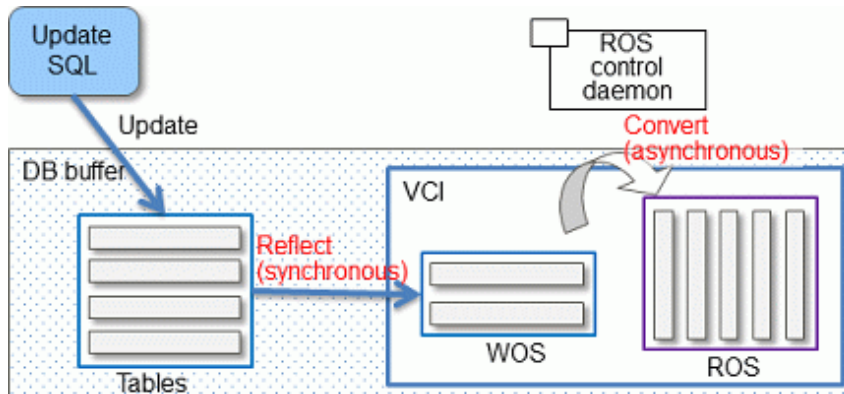 Update
SQL
ROS
control
daemon
Update
Convert
(asynchronous)
DB buffer
VCI
Reflect
(synchronous)
WOS
ROS
Tables